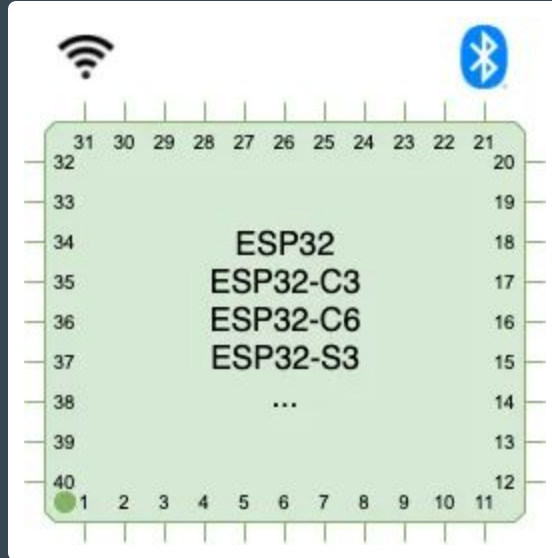 31 30 29 28 27 26 25 24 23 22 21
32 20
33 19
34 ESP32 18
35 ESP32-C3 17
36 ESP32-C6 16
37 ESP32-S3 15
38 ... 14
39 13
40 12
1 2 3 4 5 6 7 8 9 10 11